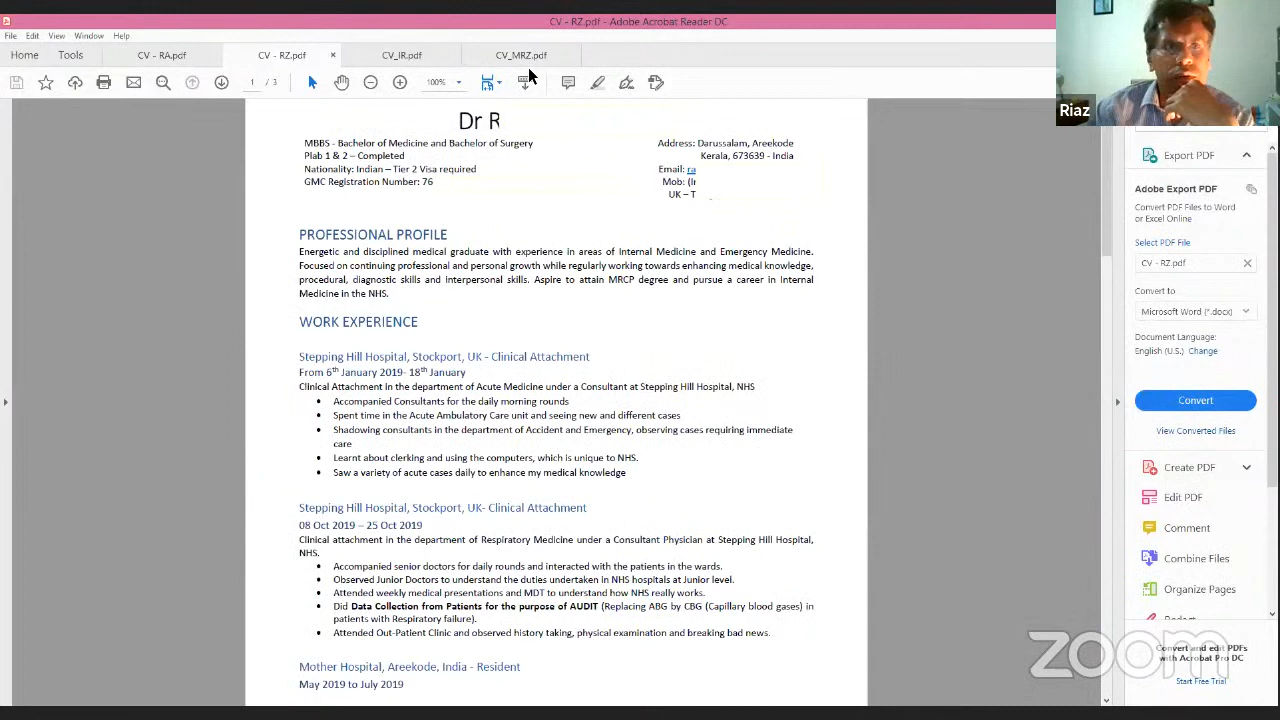 CV - RZ.pdf - Adobe Acrobat Reader DC
File Edit View Window Help
Home Tools CV - RA.pdf CV - RZ.pdf × CV_IR.pdf CV_MRZ.pdf
1 / 3 100%
Riaz
Dr R
MBBS - Bachelor of Medicine and Bachelor of Surgery
Plab 1 & 2 – Completed
Nationality: Indian – Tier 2 Visa required
GMC Registration Number: 76
Address: Darussalam, Areekode
Kerala, 673639 - India
Email: ra
Mob: (Ir
UK – T
PROFESSIONAL PROFILE
Energetic and disciplined medical graduate with experience in areas of Internal Medicine and Emergency Medicine.
Focused on continuing professional and personal growth while regularly working towards enhancing medical knowledge,
procedural, diagnostic skills and interpersonal skills. Aspire to attain MRCP degree and pursue a career in Internal
Medicine in the NHS.
WORK EXPERIENCE
Stepping Hill Hospital, Stockport, UK - Clinical Attachment
From 6th January 2019- 18th January
Clinical Attachment in the department of Acute Medicine under a Consultant at Stepping Hill Hospital, NHS
• Accompanied Consultants for the daily morning rounds
• Spent time in the Acute Ambulatory Care unit and seeing new and different cases
• Shadowing consultants in the department of Accident and Emergency, observing cases requiring immediate
care
• Learnt about clerking and using the computers, which is unique to NHS.
• Saw a variety of acute cases daily to enhance my medical knowledge
Stepping Hill Hospital, Stockport, UK- Clinical Attachment
08 Oct 2019 – 25 Oct 2019
Clinical attachment in the department of Respiratory Medicine under a Consultant Physician at Stepping Hill Hospital,
NHS.
• Accompanied senior doctors for daily rounds and interacted with the patients in the wards.
• Observed Junior Doctors to understand the duties undertaken in NHS hospitals at Junior level.
• Attended weekly medical presentations and MDT to understand how NHS really works.
• Did Data Collection from Patients for the purpose of AUDIT (Replacing ABG by CBG (Capillary blood gases) in
patients with Respiratory failure).
• Attended Out-Patient Clinic and observed history taking, physical examination and breaking bad news.
Mother Hospital, Areekode, India - Resident
May 2019 to July 2019
Export PDF
Adobe Export PDF
Convert PDF Files to Word
or Excel Online
Select PDF File
CV - RZ.pdf
Convert to
Microsoft Word (*.docx)
Document Language:
English (U.S.) Change
Convert
View Converted Files
Create PDF
Edit PDF
Comment
Combine Files
Organize Pages
Redact
Convert and edit PDFs
with Acrobat Pro DC
Start Free Trial
zoom